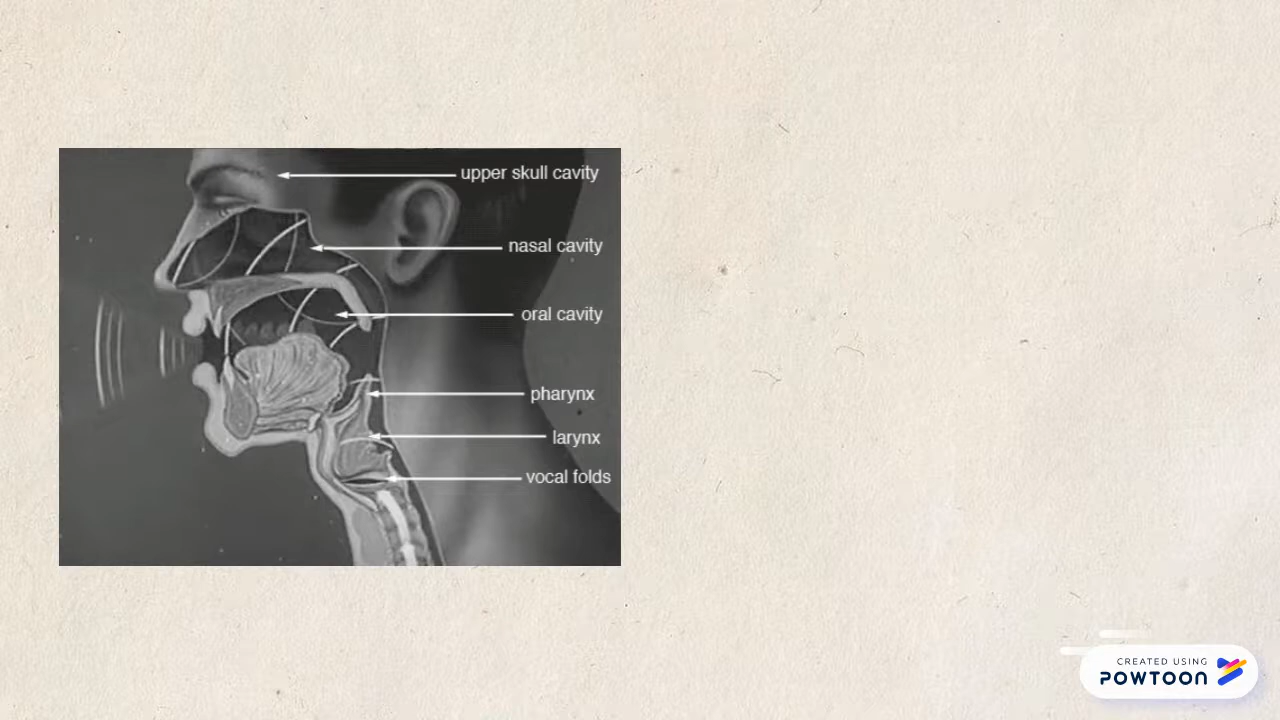 upper skull cavity
nasal cavity
oral cavity
pharynx
larynx
vocal folds
CREATED USING
POWTOON